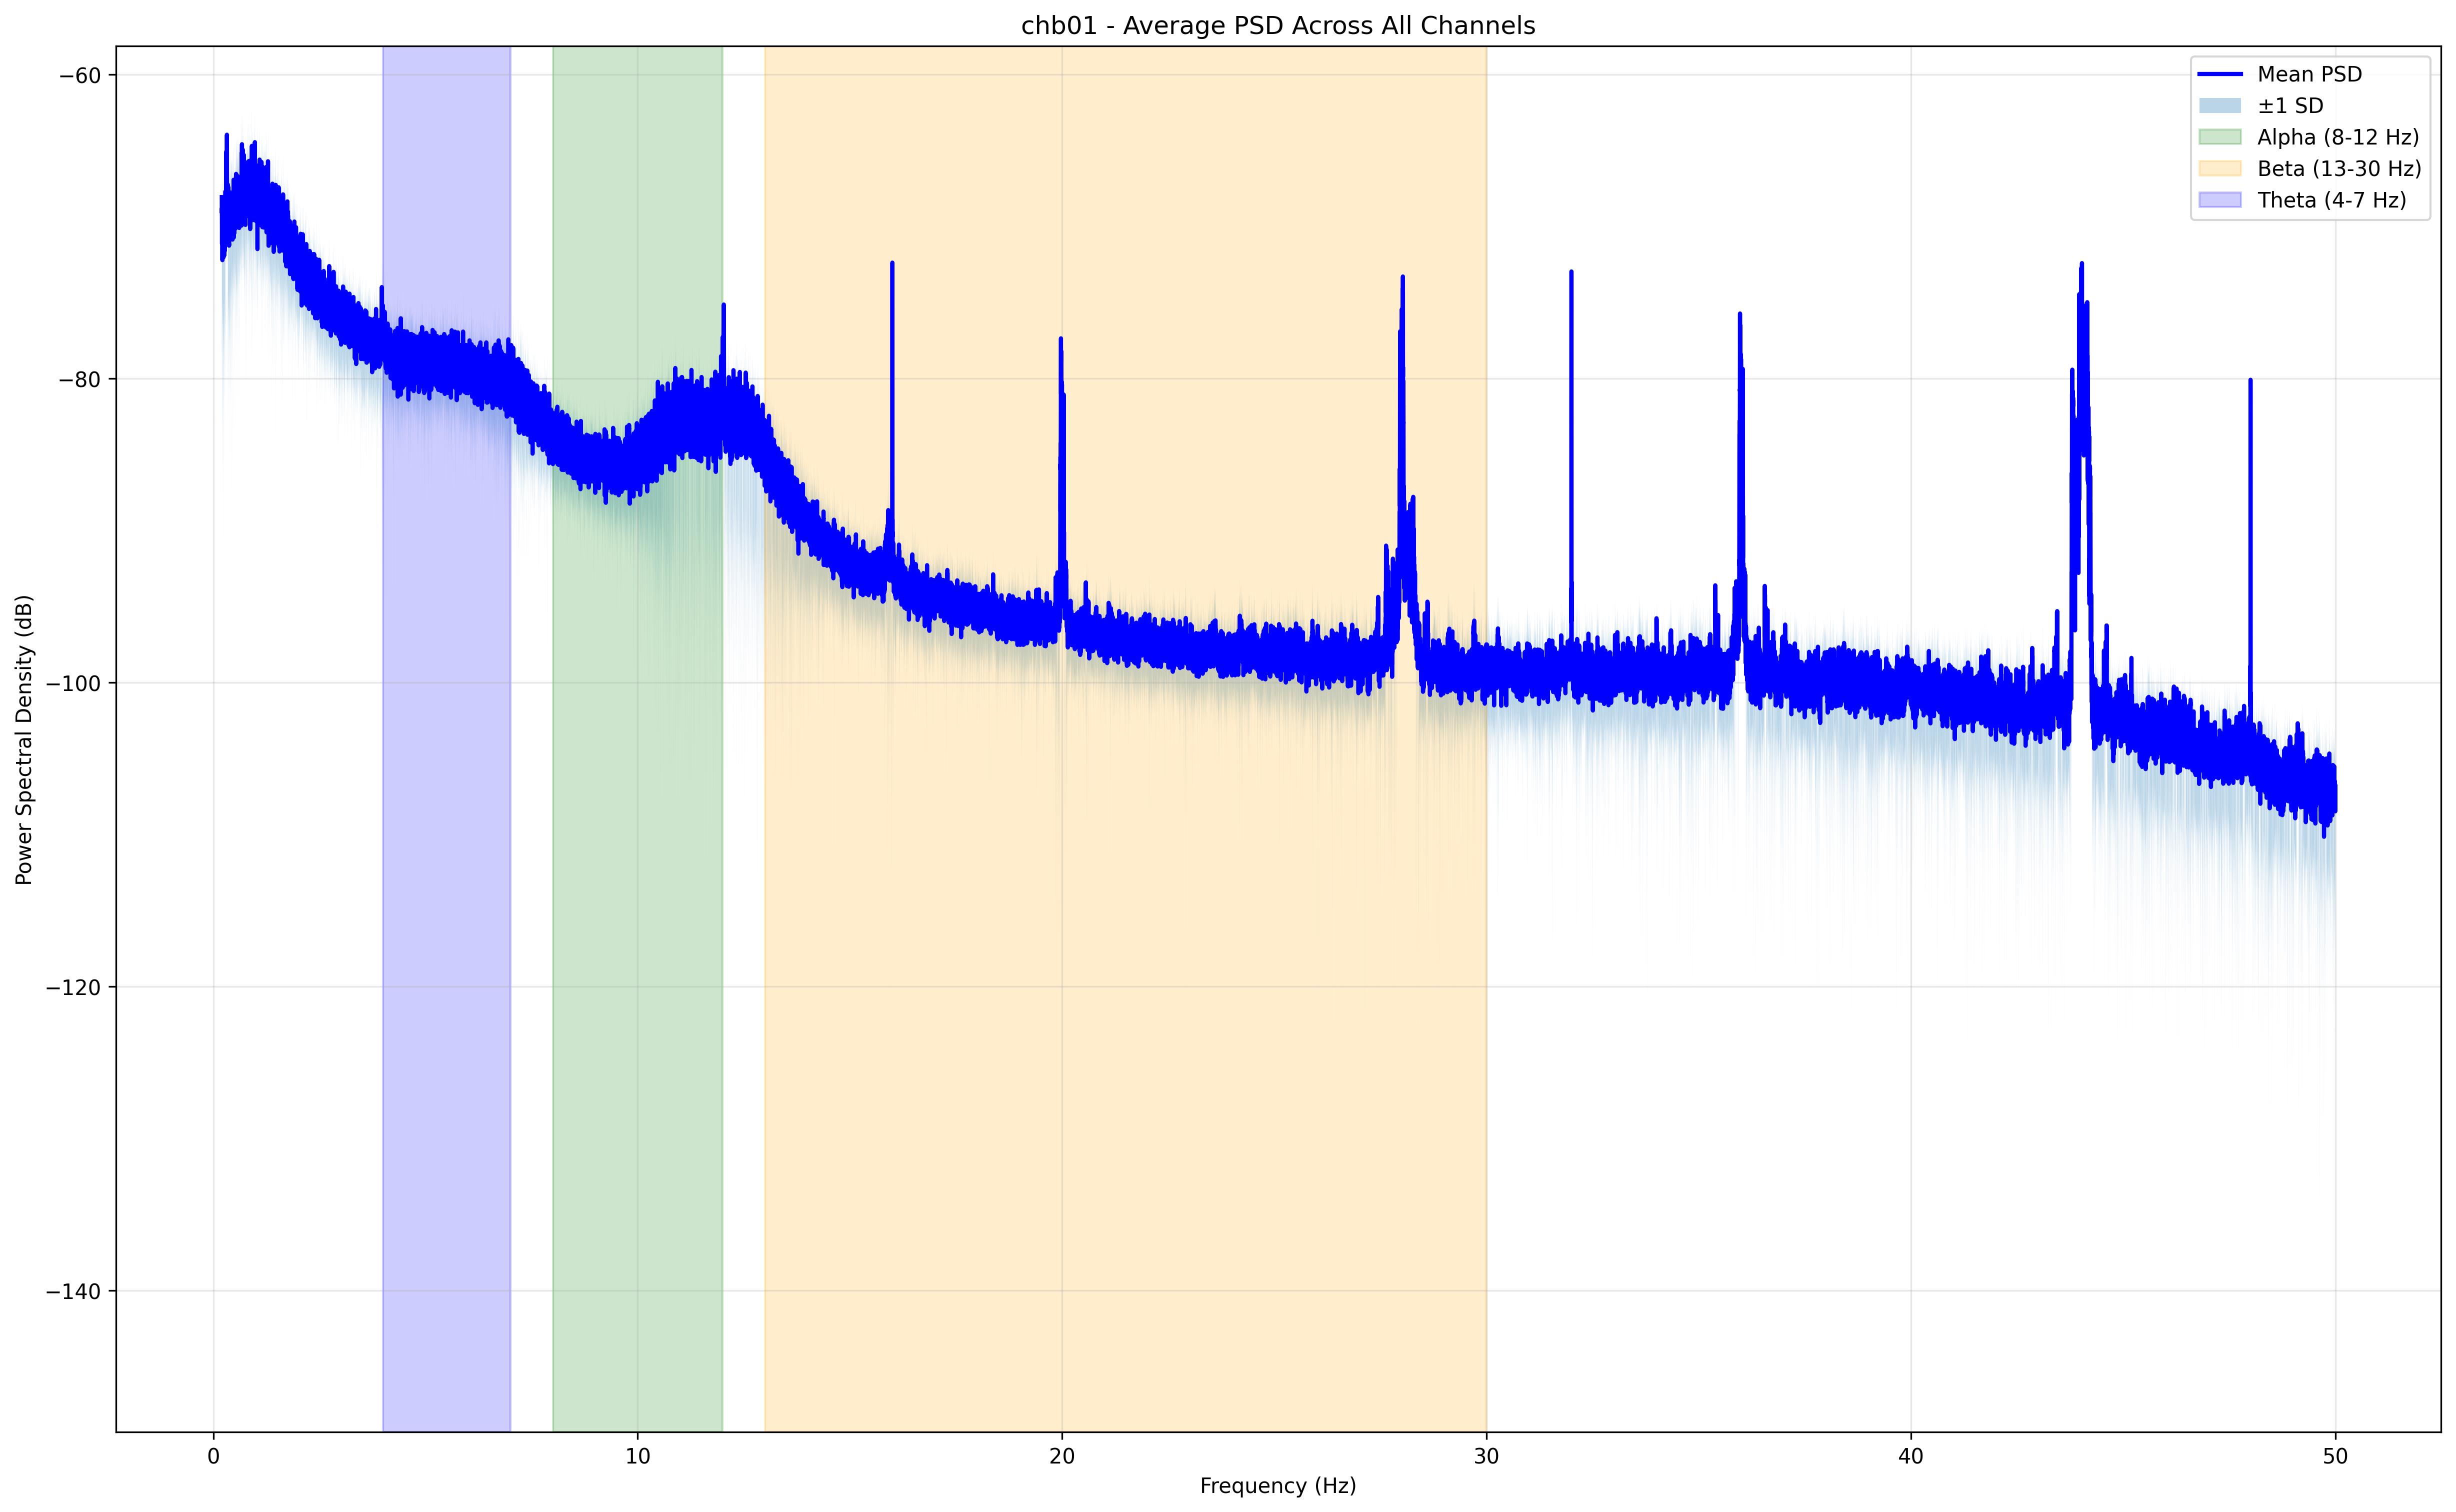 chb01 - Average PSD Across All Channels
Power Spectral Density (dB)
−60
−80
−100
−120
−140
Mean PSD
±1 SD
Alpha (8-12 Hz)
Beta (13-30 Hz)
Theta (4-7 Hz)
0
10
20
30
40
50
Frequency (Hz)